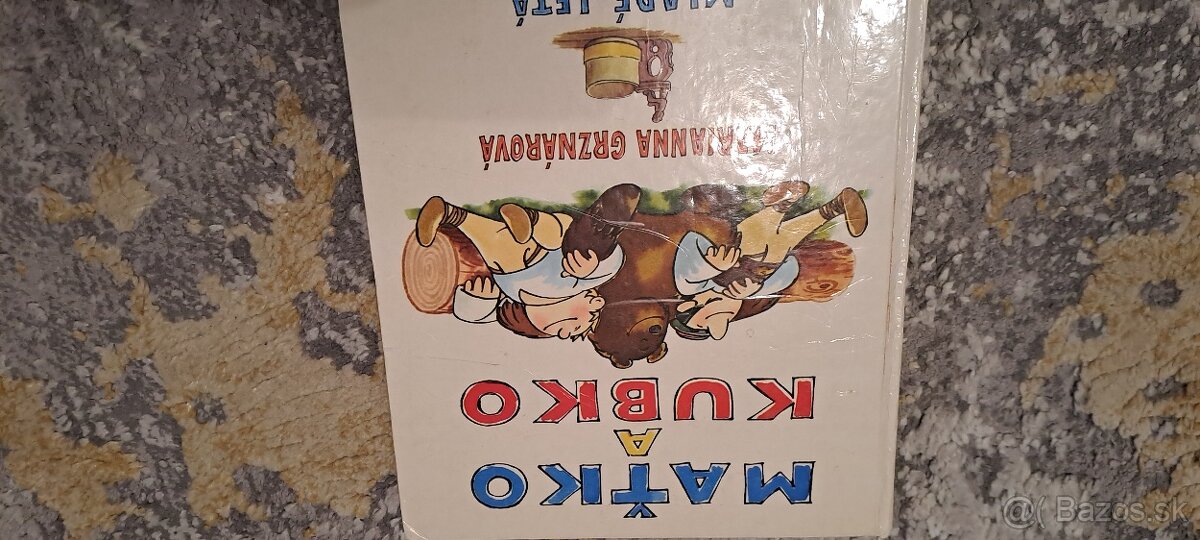 MAŤKO
A
KUBKO
MARIANNA GRZNÁROVÁ
MLADÉ LETÁ
@( Bazos.sk